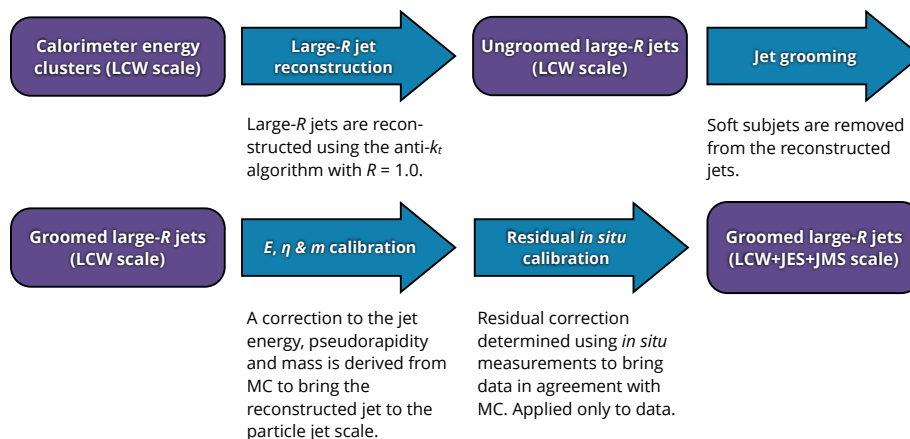 Calorimeter energy
clusters (LCW scale)
Large-R jet
reconstruction
Ungroomed large-R jets
(LCW scale)
Jet grooming
Large-R jets are recon-
structed using the anti-kt
algorithm with R = 1.0.
Soft subjets are removed
from the reconstructed
jets.
Groomed large-R jets
(LCW scale)
E, η & m calibration
Residual in situ
calibration
Groomed large-R jets
(LCW+JES+JMS scale)
A correction to the jet
energy, pseudorapidity
and mass is derived from
MC to bring the
reconstructed jet to the
particle jet scale.
Residual correction
determined using in situ
measurements to bring
data in agreement with
MC. Applied only to data.